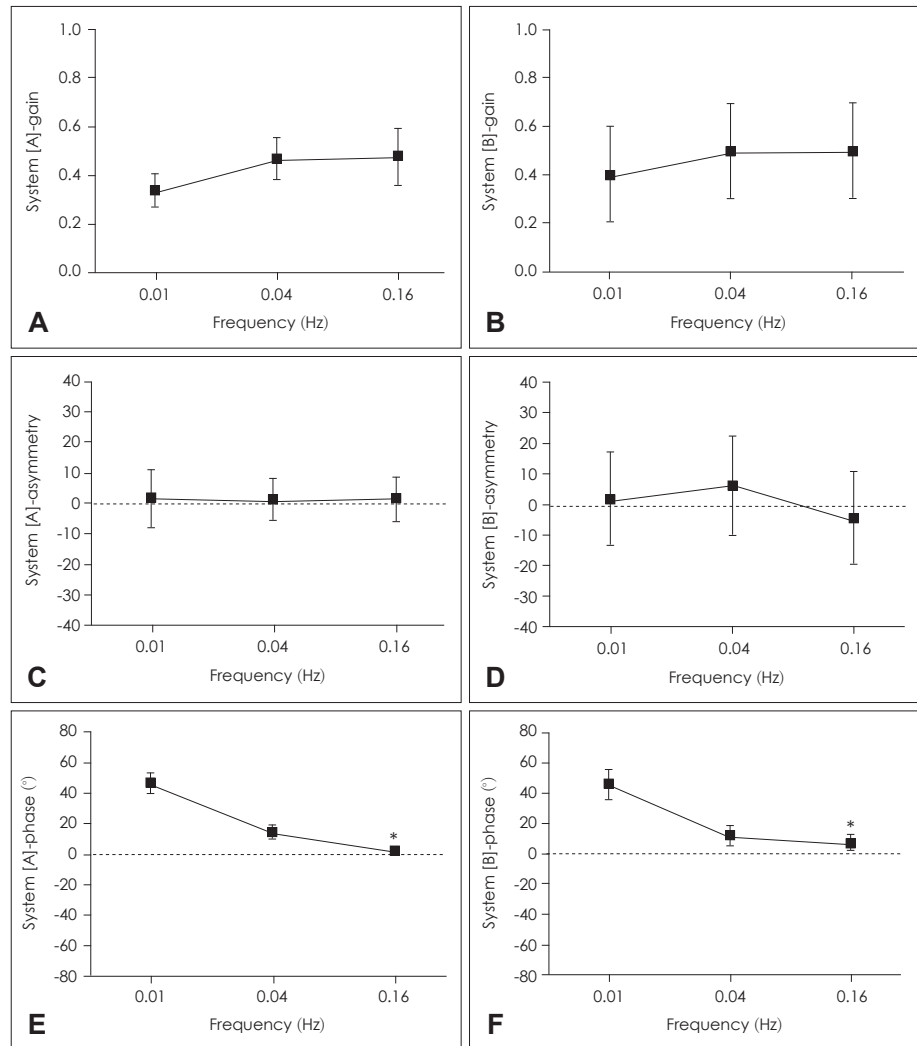 System [A]-gain
1.0
0.8
0.6
0.4
0.2
0.0
0.01 0.04 0.16
Frequency (Hz)
A
System [B]-gain
1.0
0.8
0.6
0.4
0.2
0.0
0.01 0.04 0.16
Frequency (Hz)
B
System [A]-asymmetry
40
30
20
10
0
-10
-20
-30
-40
0.01 0.04 0.16
Frequency (Hz)
C
System [B]-asymmetry
40
30
20
10
0
-10
-20
-30
-40
0.01 0.04 0.16
Frequency (Hz)
D
System [A]-phase (°)
80
60
40
20
0
-20
-40
-60
-80
*
0.01 0.04 0.16
Frequency (Hz)
E
System [B]-phase (°)
80
60
40
20
0
-20
-40
-60
-80
*
0.01 0.04 0.16
Frequency (Hz)
F